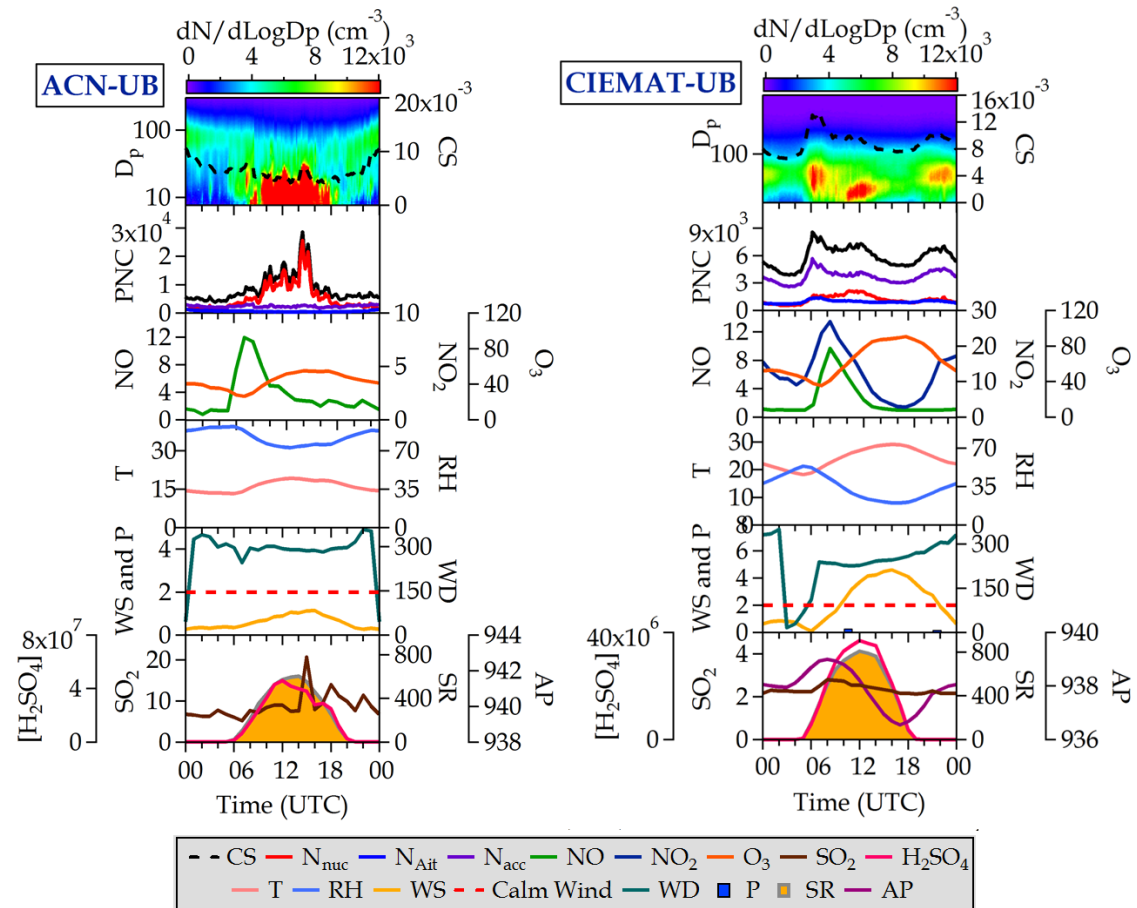 dN/dLogDp (cm⁻³)
0 4 8 12x10³
ACN-UB
100
10
Dp
20x10⁻³
10
0
CS
3x10⁴
2
1
0
PNC
10
5
0
NO₂
12
8
4
0
NO
120
80
40
0
O₃
30
15
0
T
70
35
0
RH
4
2
0
WS and P
300
150
0
WD
8x10⁷
4
0
[H₂SO₄]
20
10
0
SO₂
800
400
0
SR
944
942
940
938
AP
00 06 12 18 00
Time (UTC)
dN/dLogDp (cm⁻³)
0 4 8 12x10³
CIEMAT-UB
100
Dp
16x10⁻³
12
8
4
0
CS
9x10³
6
3
0
PNC
30
20
10
0
NO₂
12
8
4
0
NO
120
80
40
0
O₃
30
20
10
0
T
70
35
0
RH
8
6
4
2
0
WS and P
300
150
0
WD
40x10⁶
0
[H₂SO₄]
4
2
0
SO₂
800
400
0
SR
940
938
936
AP
00 06 12 18 00
Time (UTC)
CS Nnuc NAit Nacc NO NO₂ O₃ SO₂ H₂SO₄
T RH WS Calm Wind WD P SR AP